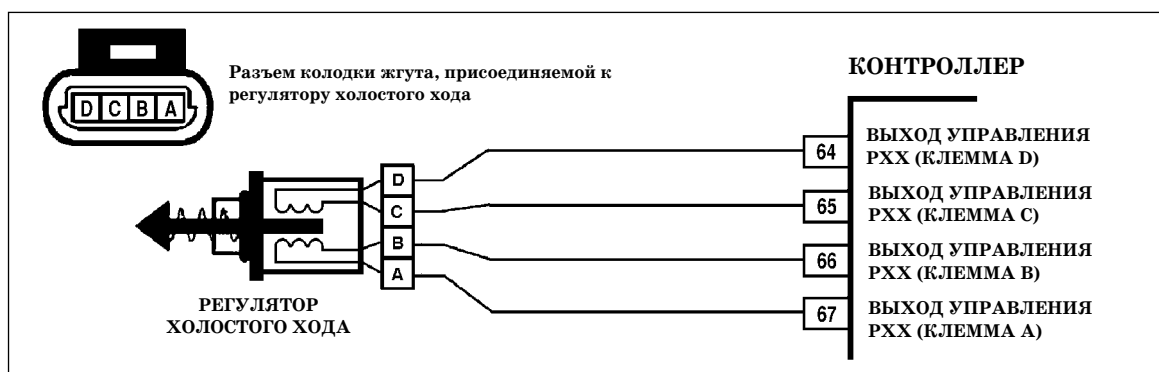 D C B A
Разъем колодки жгута, присоединяемой к
регулятору холостого хода
КОНТРОЛЛЕР
D
C
B
A
64
ВЫХОД УПРАВЛЕНИЯ
РХХ (КЛЕММА D)
65
ВЫХОД УПРАВЛЕНИЯ
РХХ (КЛЕММА C)
66
ВЫХОД УПРАВЛЕНИЯ
РХХ (КЛЕММА B)
67
ВЫХОД УПРАВЛЕНИЯ
РХХ (КЛЕММА A)
РЕГУЛЯТОР
ХОЛОСТОГО ХОДА